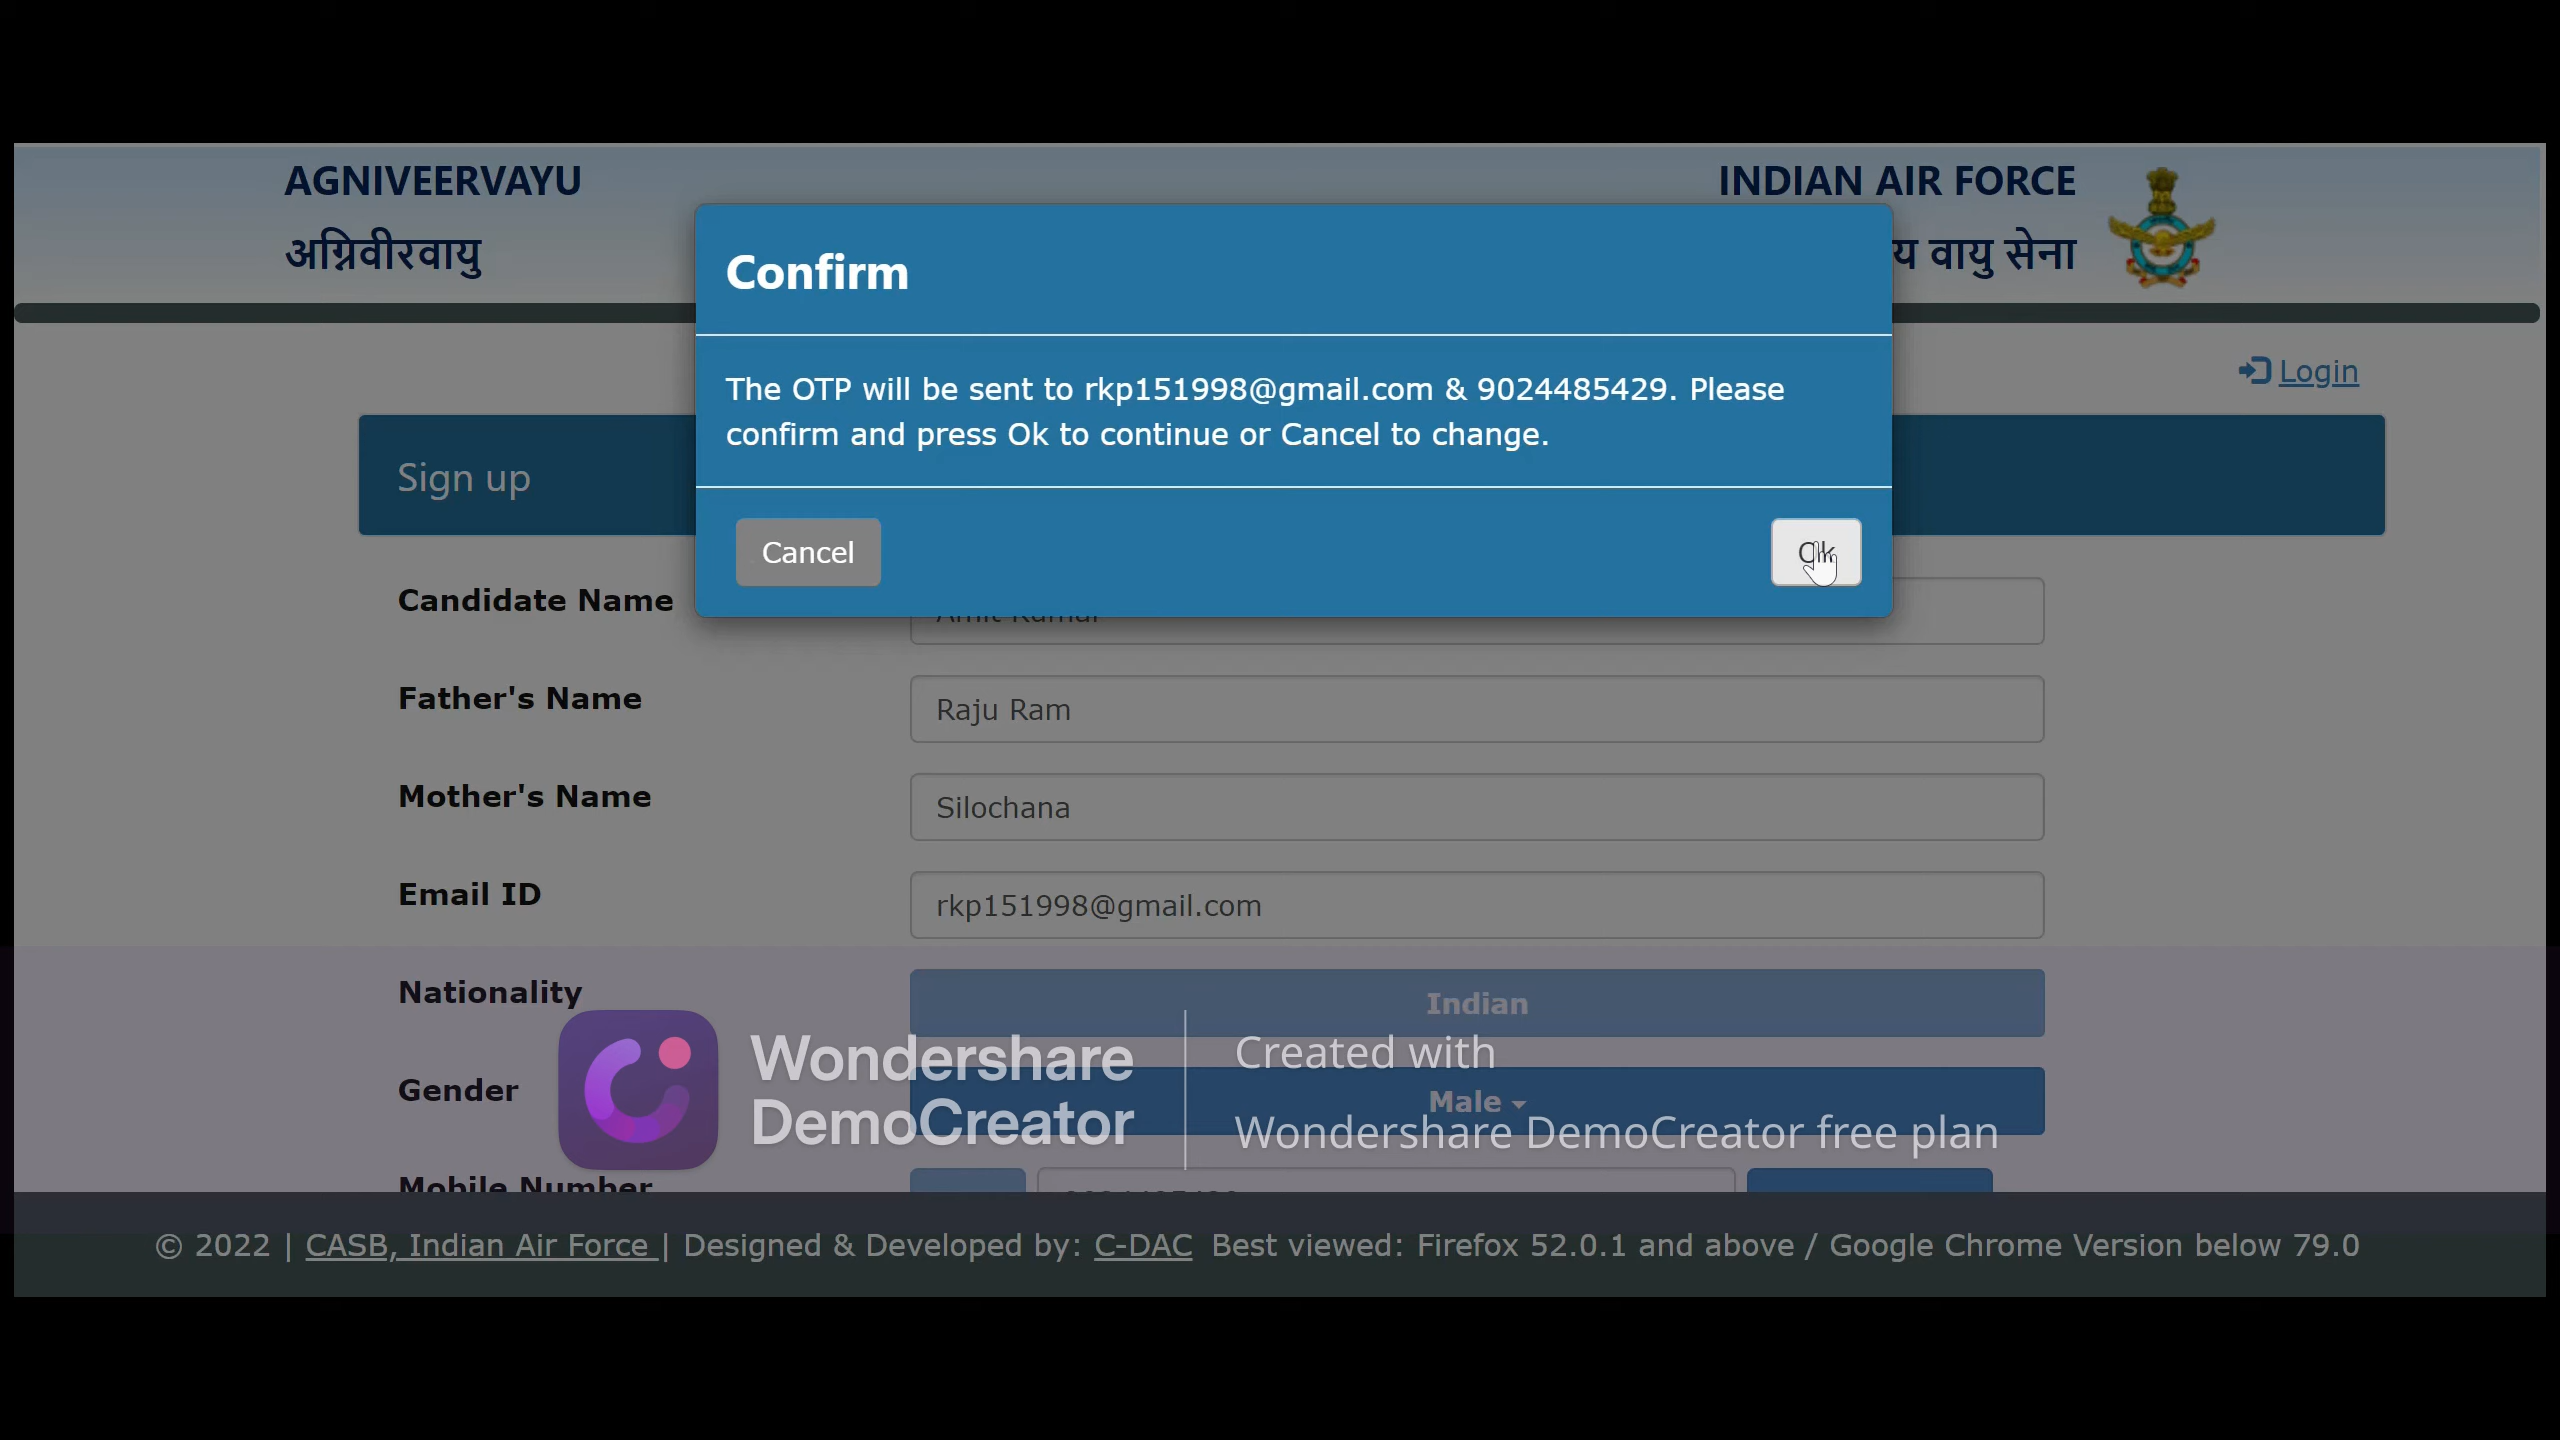 AGNIVEERVAYU
अग्निवीरवायु
INDIAN AIR FORCE
य वायु सेना
Confirm
The OTP will be sent to rkp151998@gmail.com & 9024485429. Please
confirm and press Ok to continue or Cancel to change.
Cancel
Ok
Login
Sign up
Candidate Name
Amit Kumar
Father's Name
Raju Ram
Mother's Name
Silochana
Email ID
rkp151998@gmail.com
Nationality
Indian
Gender
Male
Wondershare
DemoCreator
Created with
Wondershare DemoCreator free plan
Mobile Number
© 2022 | CASB, Indian Air Force | Designed & Developed by: C-DAC Best viewed: Firefox 52.0.1 and above / Google Chrome Version below 79.0